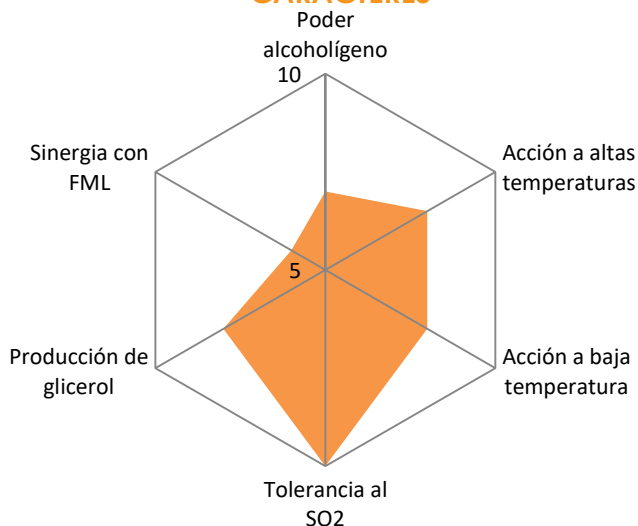 CARACTERES
Poder
alcoholígeno
10
Sinergia con
FML
Acción a altas
temperaturas
5
Producción de
glicerol
Acción a baja
temperatura
Tolerancia al
SO2